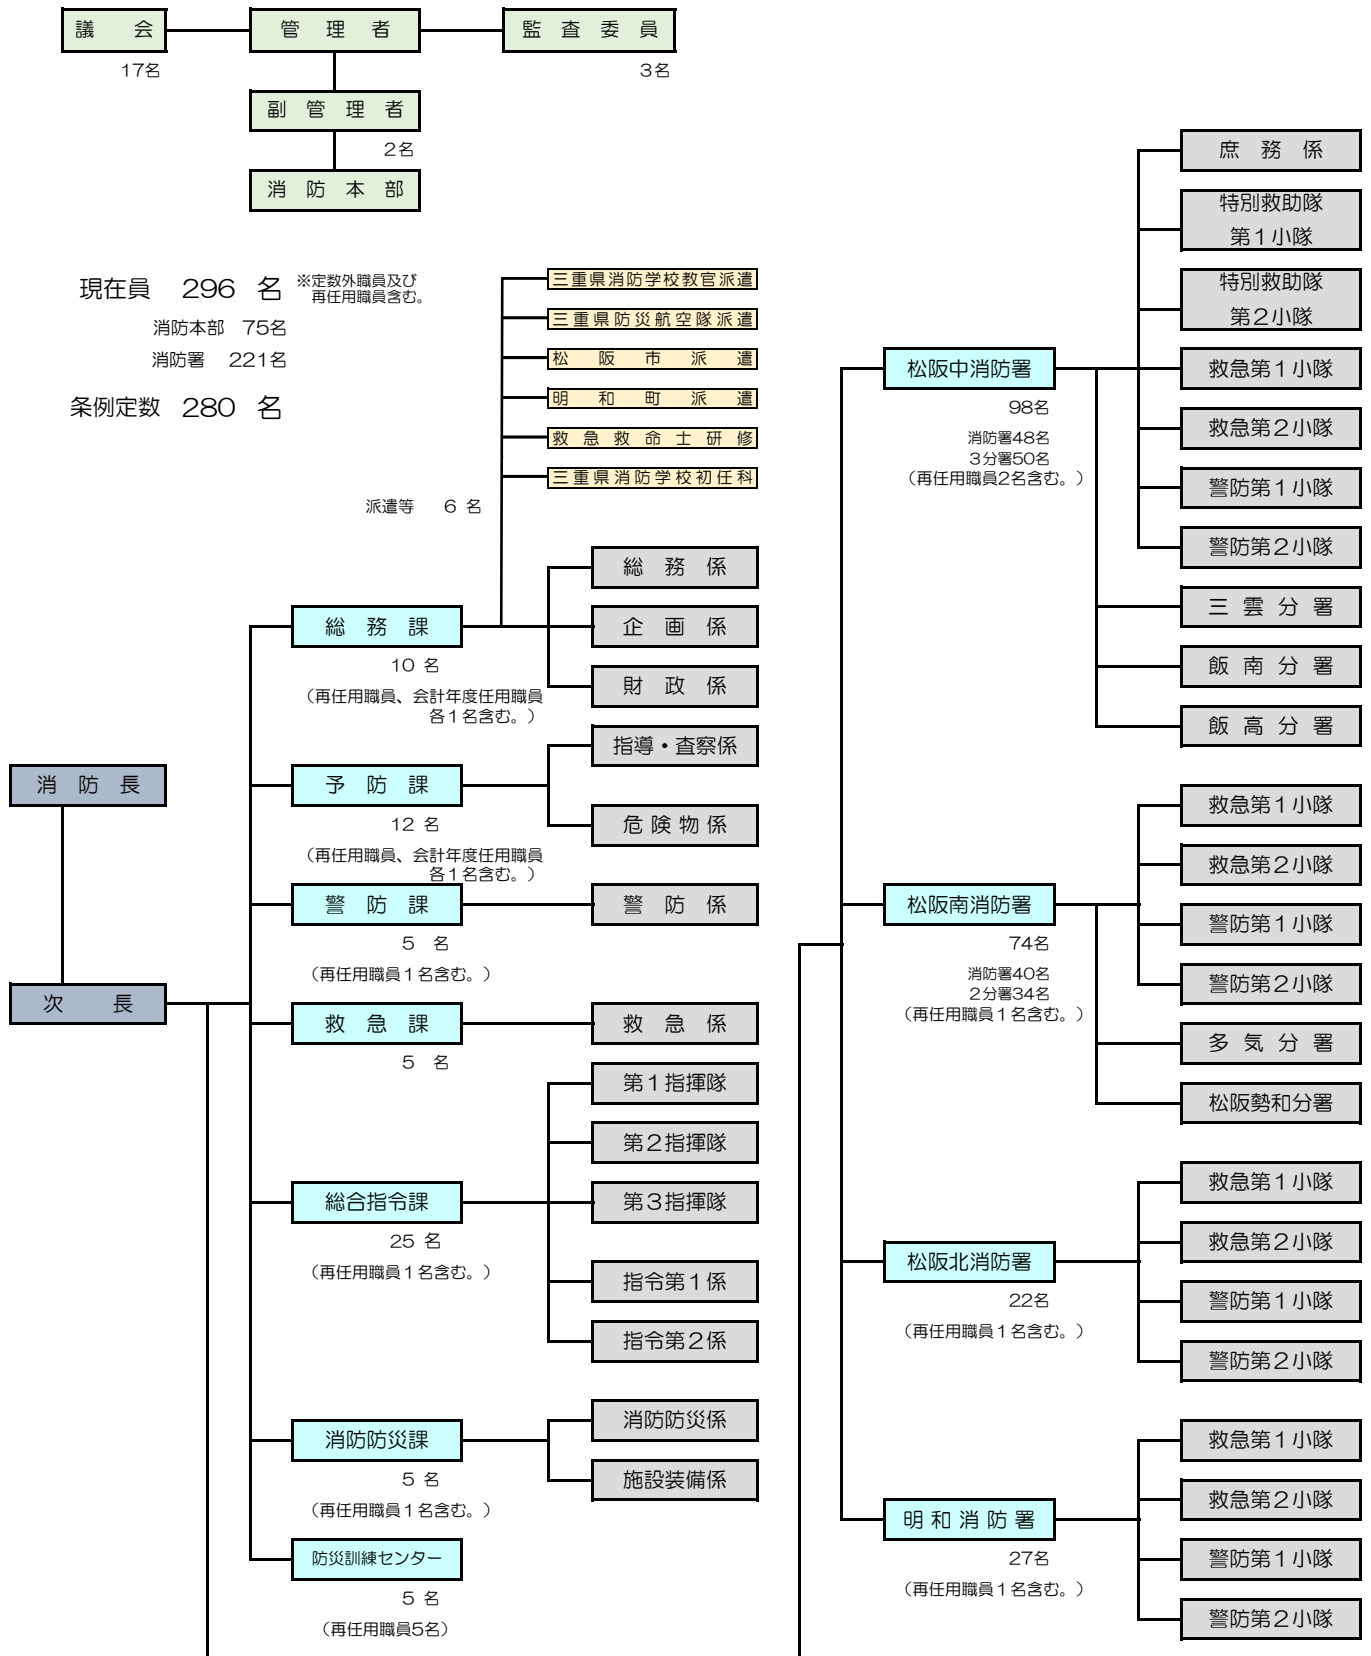 議 会
管 理 者
監 査 委 員
17名
3名
副 管 理 者
2名
消 防 本 部
現在員 296 名
※定数外職員及び
再任用職員含む。
消防本部 75名
消防署 221名
条例定数 280 名
三重県消防学校教官派遣
三重県防災航空隊派遣
松 阪 市 派 遣
明 和 町 派 遣
救 急 救 命 士 研 修
三重県消防学校初任科
派遣等 6 名
消 防 長
次 長
総 務 課
10 名
(再任用職員、会計年度任用職員
各1名含む。)
総 務 係
企 画 係
財 政 係
予 防 課
12 名
(再任用職員、会計年度任用職員
各1名含む。)
指導・査察係
危 険 物 係
警 防 課
5 名
(再任用職員1名含む。)
警 防 係
救 急 課
5 名
救 急 係
総合指令課
25 名
(再任用職員1名含む。)
第1指揮隊
第2指揮隊
第3指揮隊
指令第1係
指令第2係
消防防災課
5 名
(再任用職員1名含む。)
消防防災係
施設装備係
防災訓練センター
5 名
(再任用職員5名)
松阪中消防署
98名
消防署48名
3分署50名
(再任用職員2名含む。)
庶 務 係
特別救助隊
第1小隊
特別救助隊
第2小隊
救急第1小隊
救急第2小隊
警防第1小隊
警防第2小隊
三 雲 分 署
飯 南 分 署
飯 高 分 署
松阪南消防署
74名
消防署40名
2分署34名
(再任用職員1名含む。)
救急第1小隊
救急第2小隊
警防第1小隊
警防第2小隊
多 気 分 署
松阪勢和分署
松阪北消防署
22名
(再任用職員1名含む。)
救急第1小隊
救急第2小隊
警防第1小隊
警防第2小隊
明 和 消 防 署
27名
(再任用職員1名含む。)
救急第1小隊
救急第2小隊
警防第1小隊
警防第2小隊